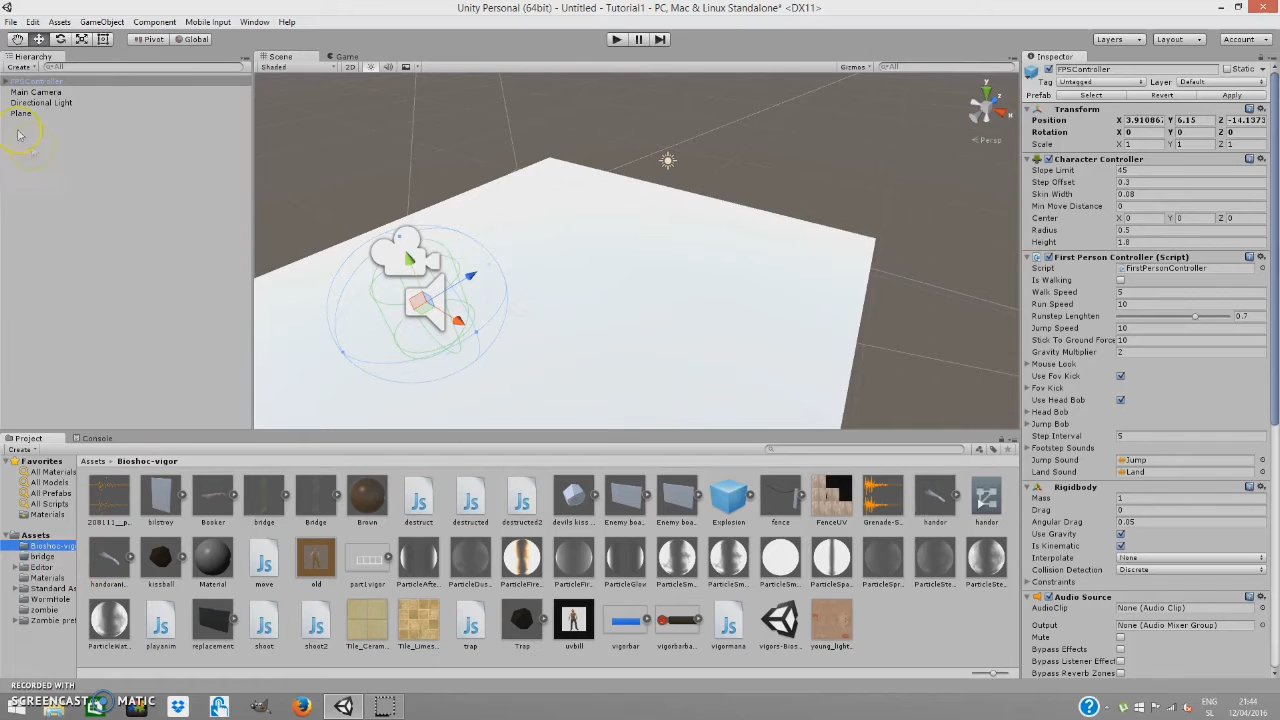 Unity Personal (64bit) - Untitled - Tutorial1 - PC, Mac & Linux Standalone* <DX11>
File Edit Assets GameObject Component Mobile Input Window Help
Pivot Global Layers Layout Account
Hierarchy Scene Game Inspector
Create All Shaded 2D Gizmos All
FPSController
Main Camera
Directional Light
Plane
y
z
x
Persp
FPSController Static
Tag Untagged Layer Default
Prefab Select Revert Apply
Transform
Position X 3.91086 Y 6.15 Z -14.1373
Rotation X 0 Y 0 Z 0
Scale X 1 Y 1 Z 1
Character Controller
Slope Limit 45
Step Offset 0.3
Skin Width 0.08
Min Move Distance 0
Center X 0 Y 0 Z 0
Radius 0.5
Height 1.8
First Person Controller (Script)
Script FirstPersonController
Is Walking
Walk Speed 5
Run Speed 10
Runstep Lenghten 0.7
Jump Speed 10
Stick To Ground Force 10
Gravity Multiplier 2
Mouse Look
Use Fov Kick
Fov Kick
Use Head Bob
Head Bob
Jump Bob
Step Interval 5
Footstep Sounds
Jump Sound Jump
Land Sound Land
Rigidbody
Mass 1
Drag 0
Angular Drag 0.05
Use Gravity
Is Kinematic
Interpolate None
Collision Detection Discrete
Constraints
Audio Source
AudioClip None (Audio Clip)
Output None (Audio Mixer Group)
Mute
Bypass Effects
Bypass Listener Effect
Bypass Reverb Zones
Project Console
Create
Favorites
All Materials
All Models
All Prefabs
All Scripts
Materials
Assets
Bioshoc-vigo
bridge
Editor
Materials
Standard As
WormHole
zombie
Zombie pref
Assets Bioshoc-vigor
208111__p... bilstroy Booker bridge Bridge Brown destruct destructed destructed2 devils kiss ... Enemy boa... Enemy boa... Explosion fence FenceUV Grenade-S... handor handor
handorani... kissball Material move old part1vigor ParticleAfte... ParticleDus... ParticleFire... ParticleFir... ParticleGlow ParticleSm... ParticleSm... ParticleSm... ParticleSpa... ParticleSpr... ParticleSte... ParticleSte...
ParticleWat... playanim replacement shoot shoot2 Tile_Ceram... Tile_Limes... trap Trap uvbill vigorbar vigorbarba... vigormana vigors-Bios... young_light...
RECORDED WITH
SCREENCAST MATIC
ENG 21:44
SL 12/04/2016